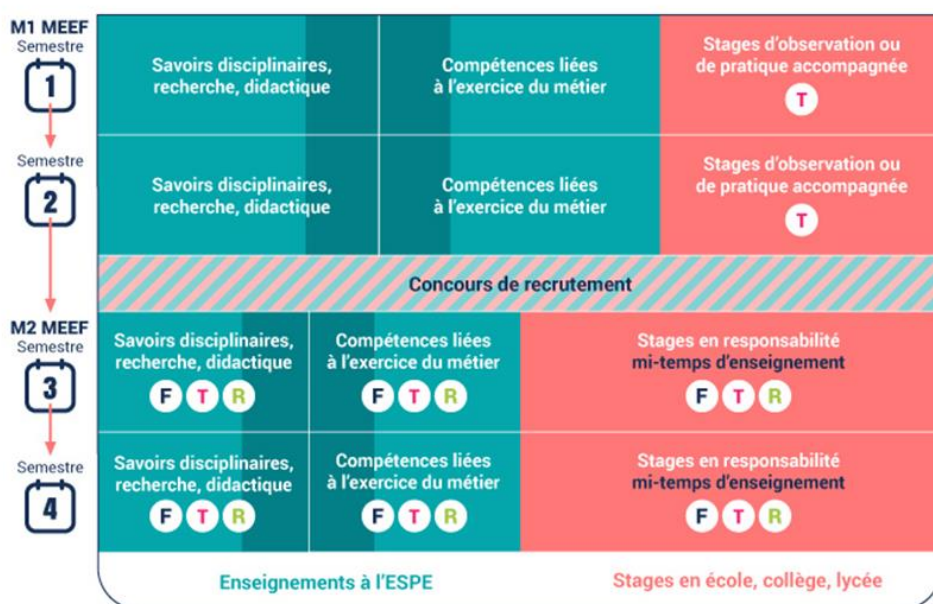 M1 MEEF
Semestre
1
Savoirs disciplinaires,
recherche, didactique
Compétences liées
à l'exercice du métier
Stages d'observation ou
de pratique accompagnée
T
Semestre
2
Savoirs disciplinaires,
recherche, didactique
Compétences liées
à l'exercice du métier
Stages d'observation ou
de pratique accompagnée
T
Concours de recrutement
M2 MEEF
Semestre
3
Savoirs disciplinaires,
recherche, didactique
F T R
Compétences liées
à l'exercice du métier
F T R
Stages en responsabilité
mi-temps d'enseignement
F T R
Semestre
4
Savoirs disciplinaires,
recherche, didactique
F T R
Compétences liées
à l'exercice du métier
F T R
Stages en responsabilité
mi-temps d'enseignement
F T R
Enseignements à l'ESPE
Stages en école, collège, lycée